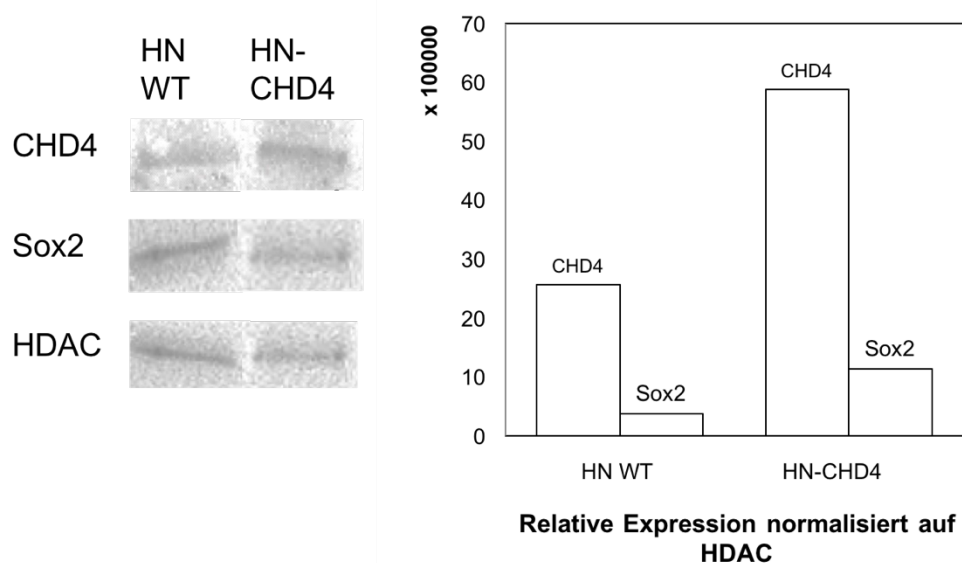 HN
WT
HN-
CHD4
CHD4
Sox2
HDAC
x 100000
70
60
50
40
30
20
10
0
CHD4
Sox2
CHD4
Sox2
HN WT
HN-CHD4
Relative Expression normalisiert auf
HDAC